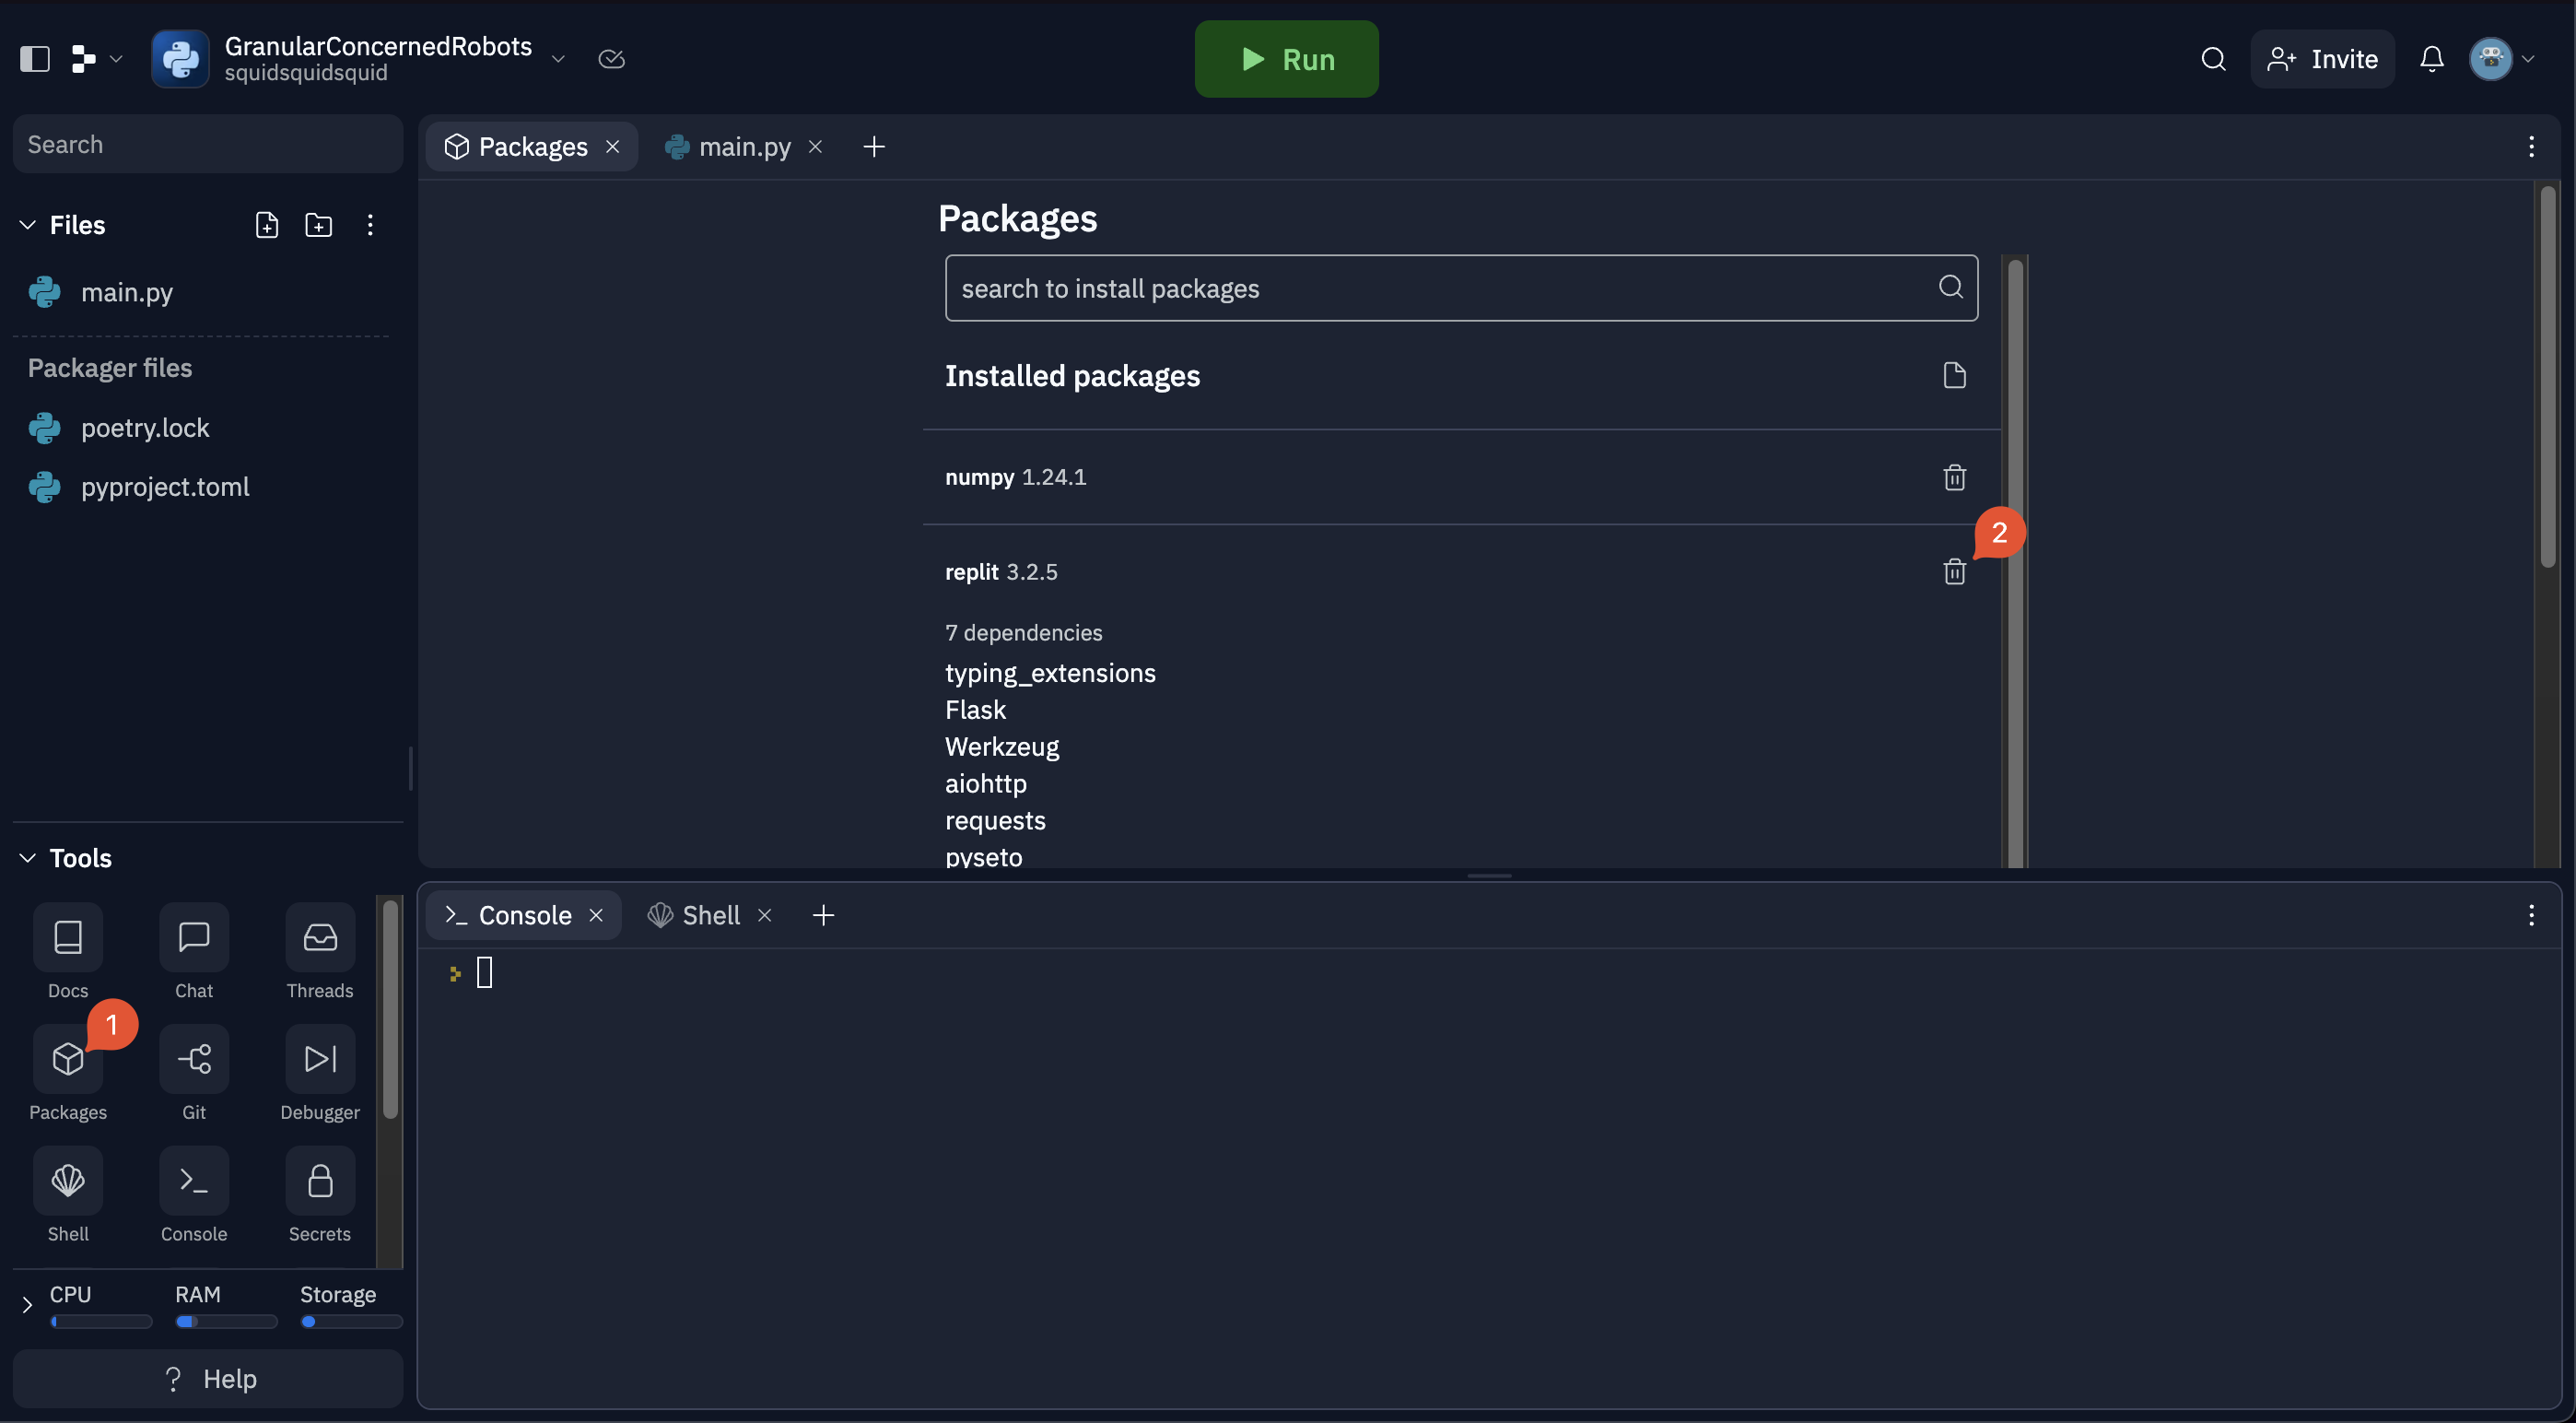 GranularConcernedRobots
squidsquidsquid
Run
Invite
Search
Files
main.py
Packager files
poetry.lock
pyproject.toml
Tools
Docs
Chat
Threads
1
Packages
Git
Debugger
Shell
Console
Secrets
CPU
RAM
Storage
? Help
Packages
main.py
Packages
search to install packages
Installed packages
numpy 1.24.1
2
replit 3.2.5
7 dependencies
typing_extensions
Flask
Werkzeug
aiohttp
requests
pyseto
Console
Shell